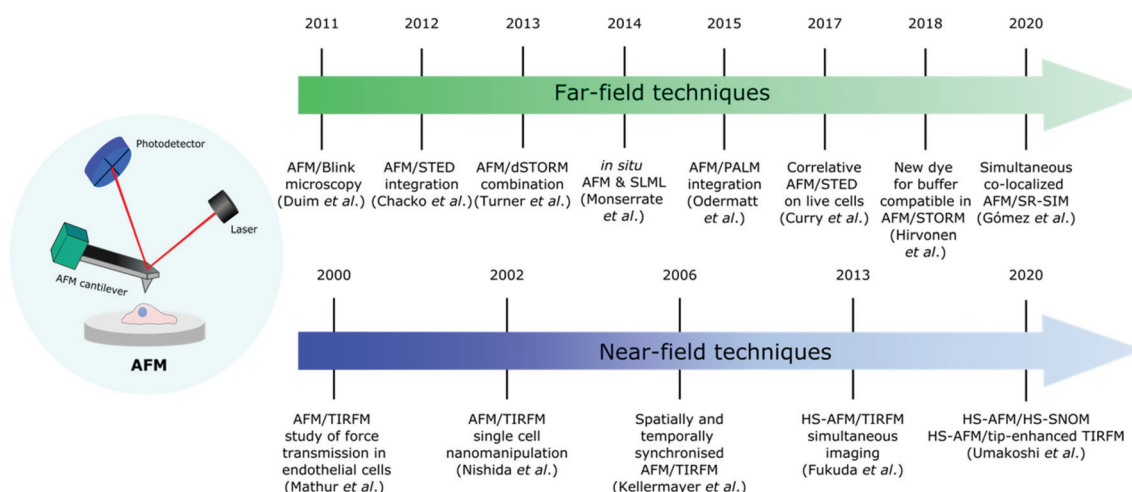 2011
2012
2013
2014
2015
2017
2018
2020
Far-field techniques
AFM/Blink
microscopy
(Duim et al.)
AFM/STED
integration
(Chacko et al.)
AFM/dSTORM
combination
(Turner et al.)
in situ
AFM & SLML
(Monserrate
et al.)
AFM/PALM
integration
(Odermatt
et al.)
Correlative
AFM/STED
on live cells
(Curry et al.)
New dye
for buffer
compatible in
AFM/STORM
(Hirvonen
et al.)
Simultaneous
co-localized
AFM/SR-SIM
(Gómez et al.)
Photodetector
Laser
AFM cantilever
AFM
2000
2002
2006
2013
2020
Near-field techniques
AFM/TIRFM
study of force
transmission in
endothelial cells
(Mathur et al.)
AFM/TIRFM
single cell
nanomanipulation
(Nishida et al.)
Spatially and
temporally
synchronised
AFM/TIRFM
(Kellermayer et al.)
HS-AFM/TIRFM
simultaneous
imaging
(Fukuda et al.)
HS-AFM/HS-SNOM
HS-AFM/tip-enhanced TIRFM
(Umakoshi et al.)